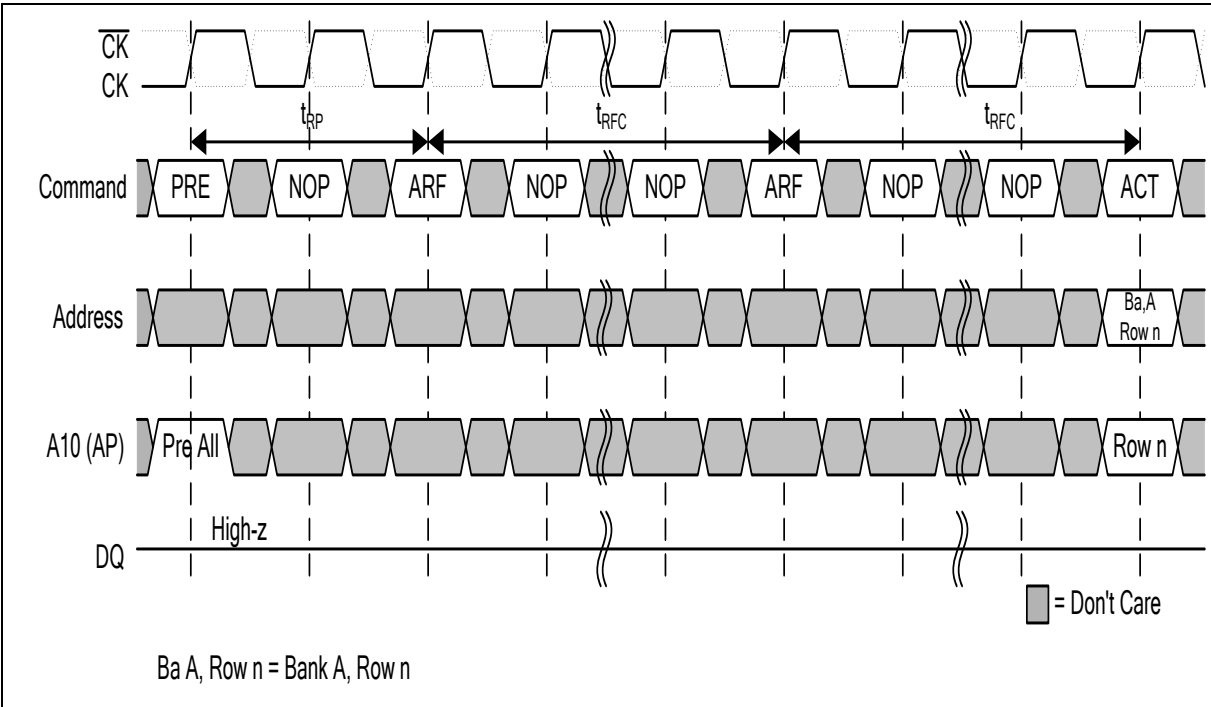 CK
CK
tRP tRFC tRFC
Command PRE NOP ARF NOP NOP ARF NOP NOP ACT
Address Ba,A
Row n
A10 (AP) Pre All Row n
High-z
DQ
= Don't Care
Ba A, Row n = Bank A, Row n